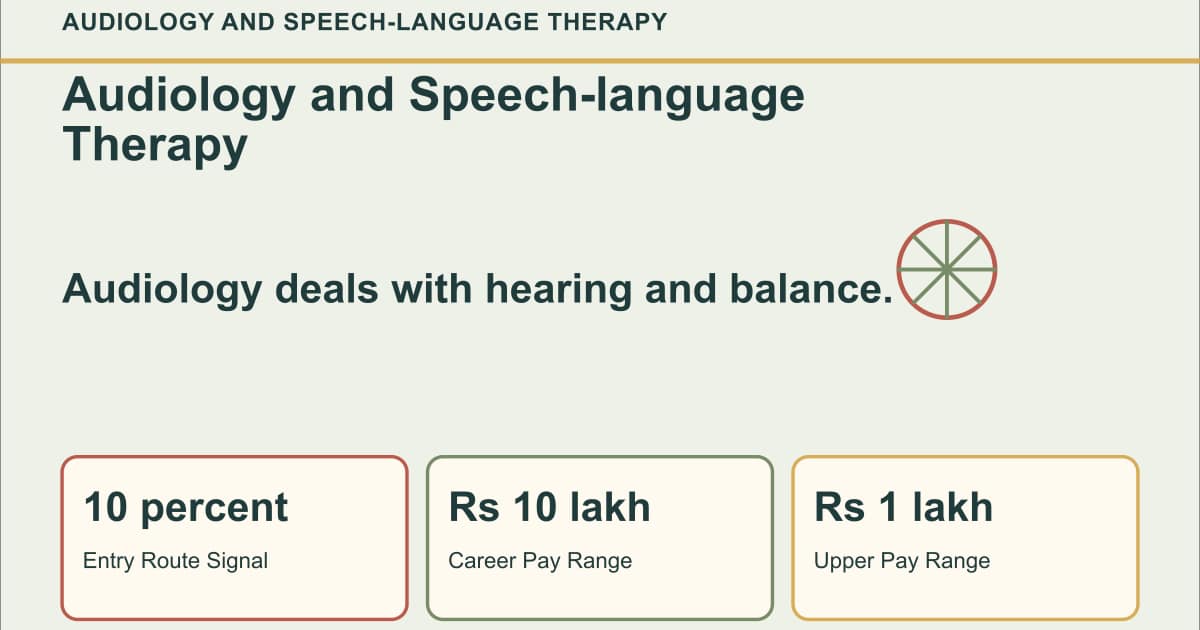 AUDIOLOGY AND SPEECH-LANGUAGE THERAPY
Audiology and Speech-language
Therapy
Audiology deals with hearing and balance.
10 percent
Entry Route Signal
Rs 10 lakh
Career Pay Range
Rs 1 lakh
Upper Pay Range